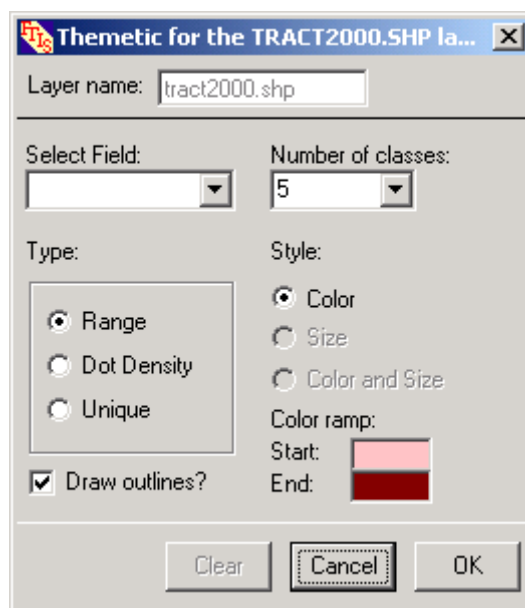 FTIS Themetic for the TRACT2000.SHP la...
Layer name: tract2000.shp
Select Field: Number of classes:
5
Type: Style:
Range
Dot Density
Unique
Color
Size
Color and Size
Color ramp:
Start:
End:
Draw outlines?
Clear Cancel OK